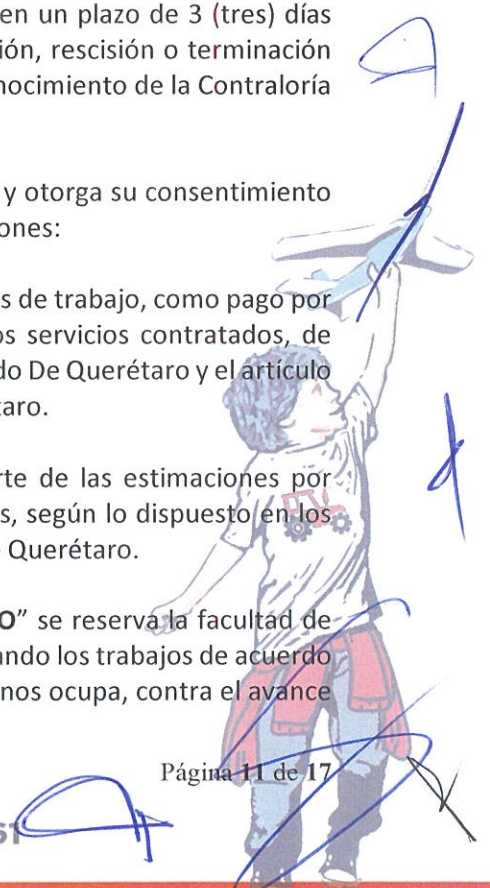 en un plazo de 3 (tres) días
ión, rescisión o terminación
nocimiento de la Contraloría
y otorga su consentimiento
ones:
s de trabajo, como pago por
os servicios contratados, de
do De Querétaro y el artículo
taro.
rte de las estimaciones por
s, según lo dispuesto en los
Querétaro.
O" se reserva la facultad de
ando los trabajos de acuerdo
nos ocupa, contra el avance
Página 11 de 17